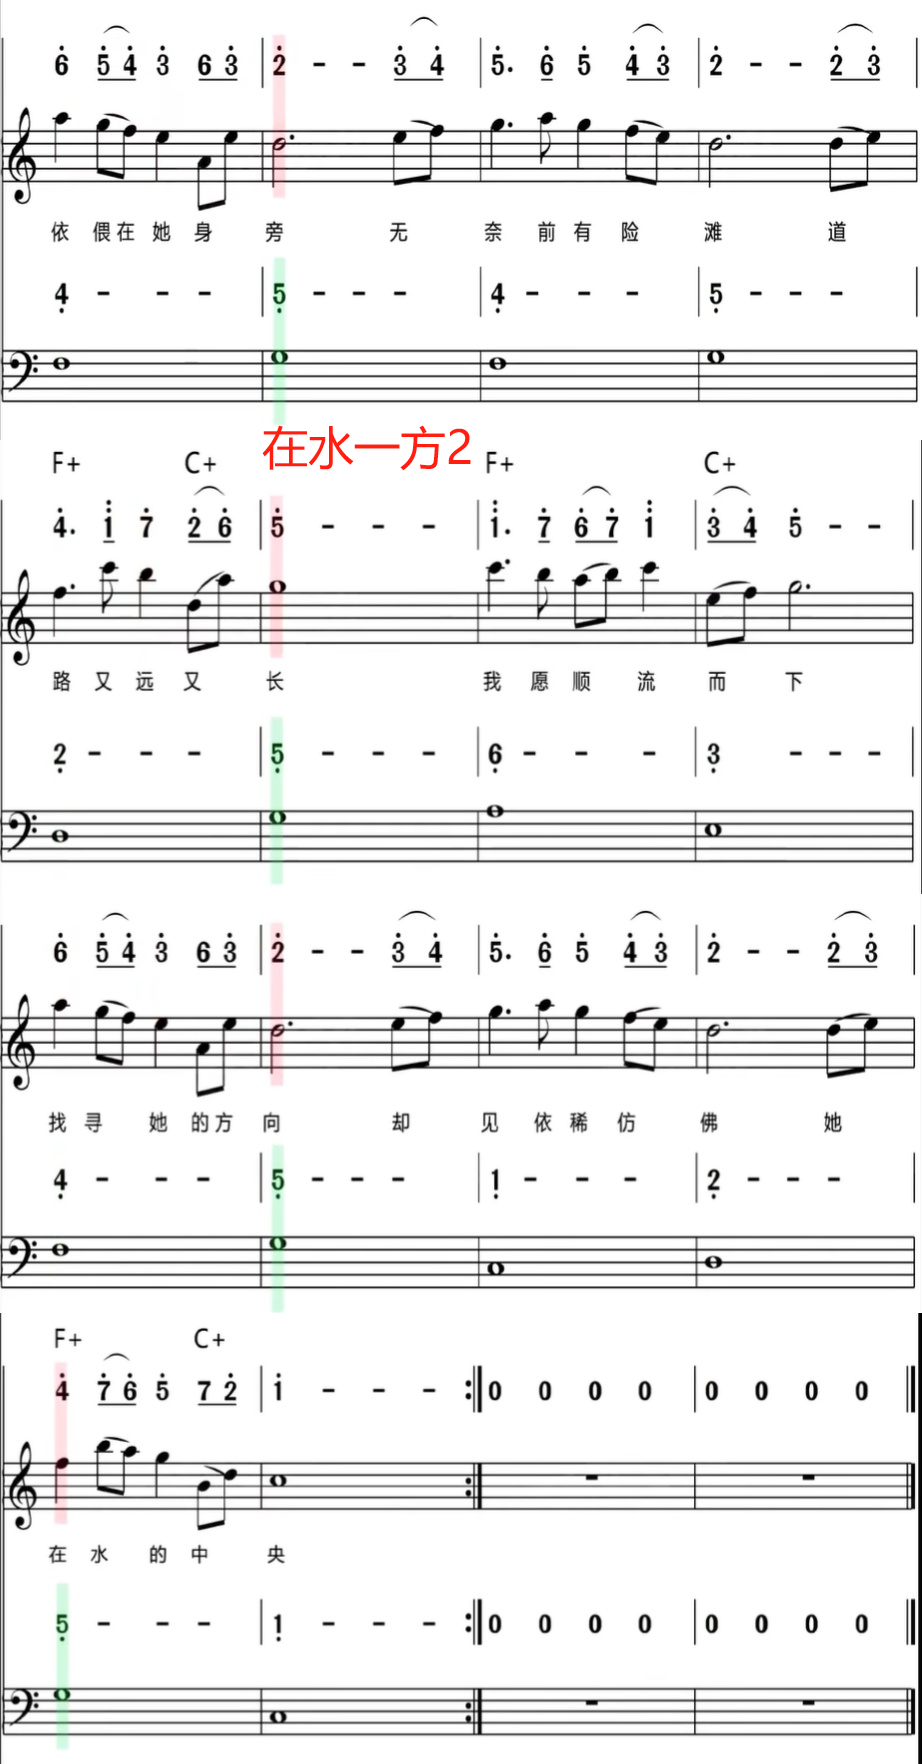 6 5 4 3 6 3 2 - - 3 4 5. 6 5 4 3 2 - - 2 3
依 偎 在 她 身 旁 无 奈 前 有 险 滩 道
4 - - - 5 - - - 4 - - - 5 - - -
在水一方2
F+ C+ F+ C+
4. 1 7 2 6 5 - - - 1. 7 6 7 1 3 4 5 - -
路 又 远 又 长 我 愿 顺 流 而 下
2 - - - 5 - - - 6 - - - 3 - - -
6 5 4 3 6 3 2 - - 3 4 5. 6 5 4 3 2 - - 2 3
找 寻 她 的 方 向 却 见 依 稀 仿 佛 她
4 - - - 5 - - - 1 - - - 2 - - -
F+ C+
4 7 6 5 7 2 1 - - - 0 0 0 0 0 0 0 0
在 水 的 中 央
5 - - - 1 - - - 0 0 0 0 0 0 0 0